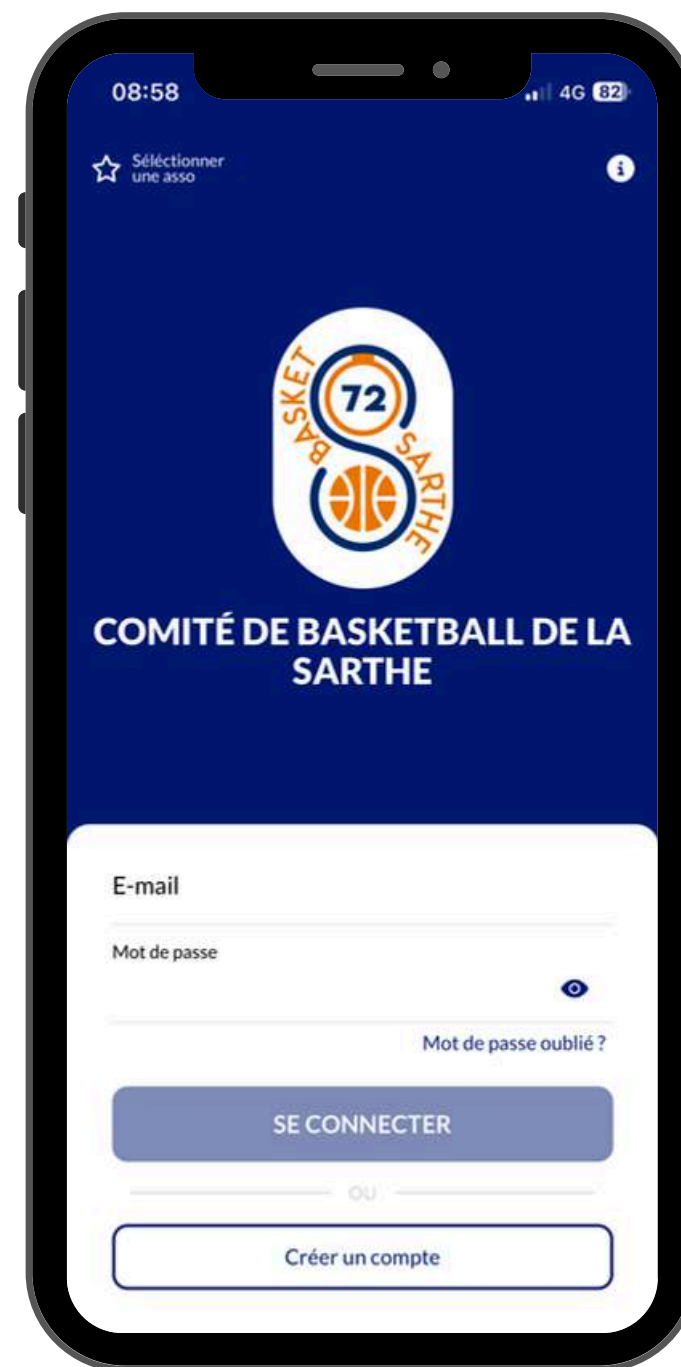 08:58
4G 82
Séléctionner
une asso
BASKET
72
SARTHE
COMITÉ DE BASKETBALL DE LA
SARTHE
E-mail
Mot de passe
Mot de passe oublié ?
SE CONNECTER
OU
Créer un compte